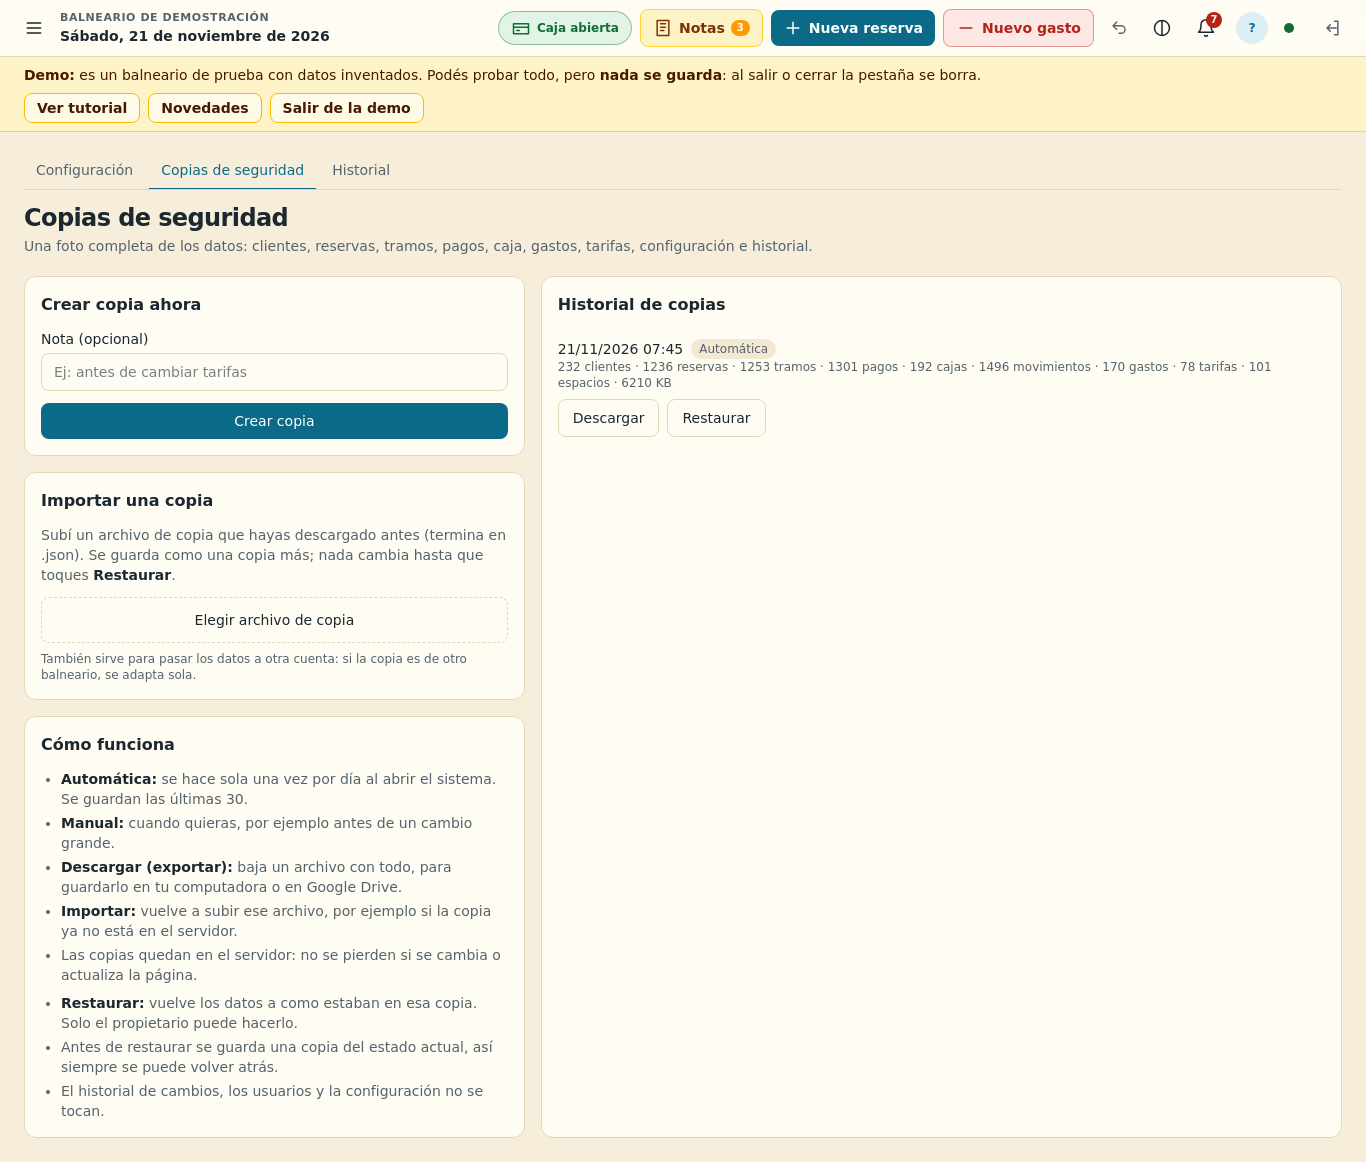 BALNEARIO DE DEMOSTRACIÓN
Sábado, 21 de noviembre de 2026
Caja abierta
Notas 3
Nueva reserva
Nuevo gasto
7
?
Demo: es un balneario de prueba con datos inventados. Podés probar todo, pero nada se guarda: al salir o cerrar la pestaña se borra.
Ver tutorial
Novedades
Salir de la demo
Configuración
Copias de seguridad
Historial
Copias de seguridad
Una foto completa de los datos: clientes, reservas, tramos, pagos, caja, gastos, tarifas, configuración e historial.
Crear copia ahora
Nota (opcional)
Ej: antes de cambiar tarifas
Crear copia
Importar una copia
Subí un archivo de copia que hayas descargado antes (termina en
.json). Se guarda como una copia más; nada cambia hasta que
toques Restaurar.
Elegir archivo de copia
También sirve para pasar los datos a otra cuenta: si la copia es de otro
balneario, se adapta sola.
Cómo funciona
• Automática: se hace sola una vez por día al abrir el sistema.
Se guardan las últimas 30.
• Manual: cuando quieras, por ejemplo antes de un cambio
grande.
• Descargar (exportar): baja un archivo con todo, para
guardarlo en tu computadora o en Google Drive.
• Importar: vuelve a subir ese archivo, por ejemplo si la copia
ya no está en el servidor.
• Las copias quedan en el servidor: no se pierden si se cambia o
actualiza la página.
• Restaurar: vuelve los datos a como estaban en esa copia.
Solo el propietario puede hacerlo.
• Antes de restaurar se guarda una copia del estado actual, así
siempre se puede volver atrás.
• El historial de cambios, los usuarios y la configuración no se
tocan.
Historial de copias
21/11/2026 07:45 Automática
232 clientes · 1236 reservas · 1253 tramos · 1301 pagos · 192 cajas · 1496 movimientos · 170 gastos · 78 tarifas · 101
espacios · 6210 KB
Descargar
Restaurar